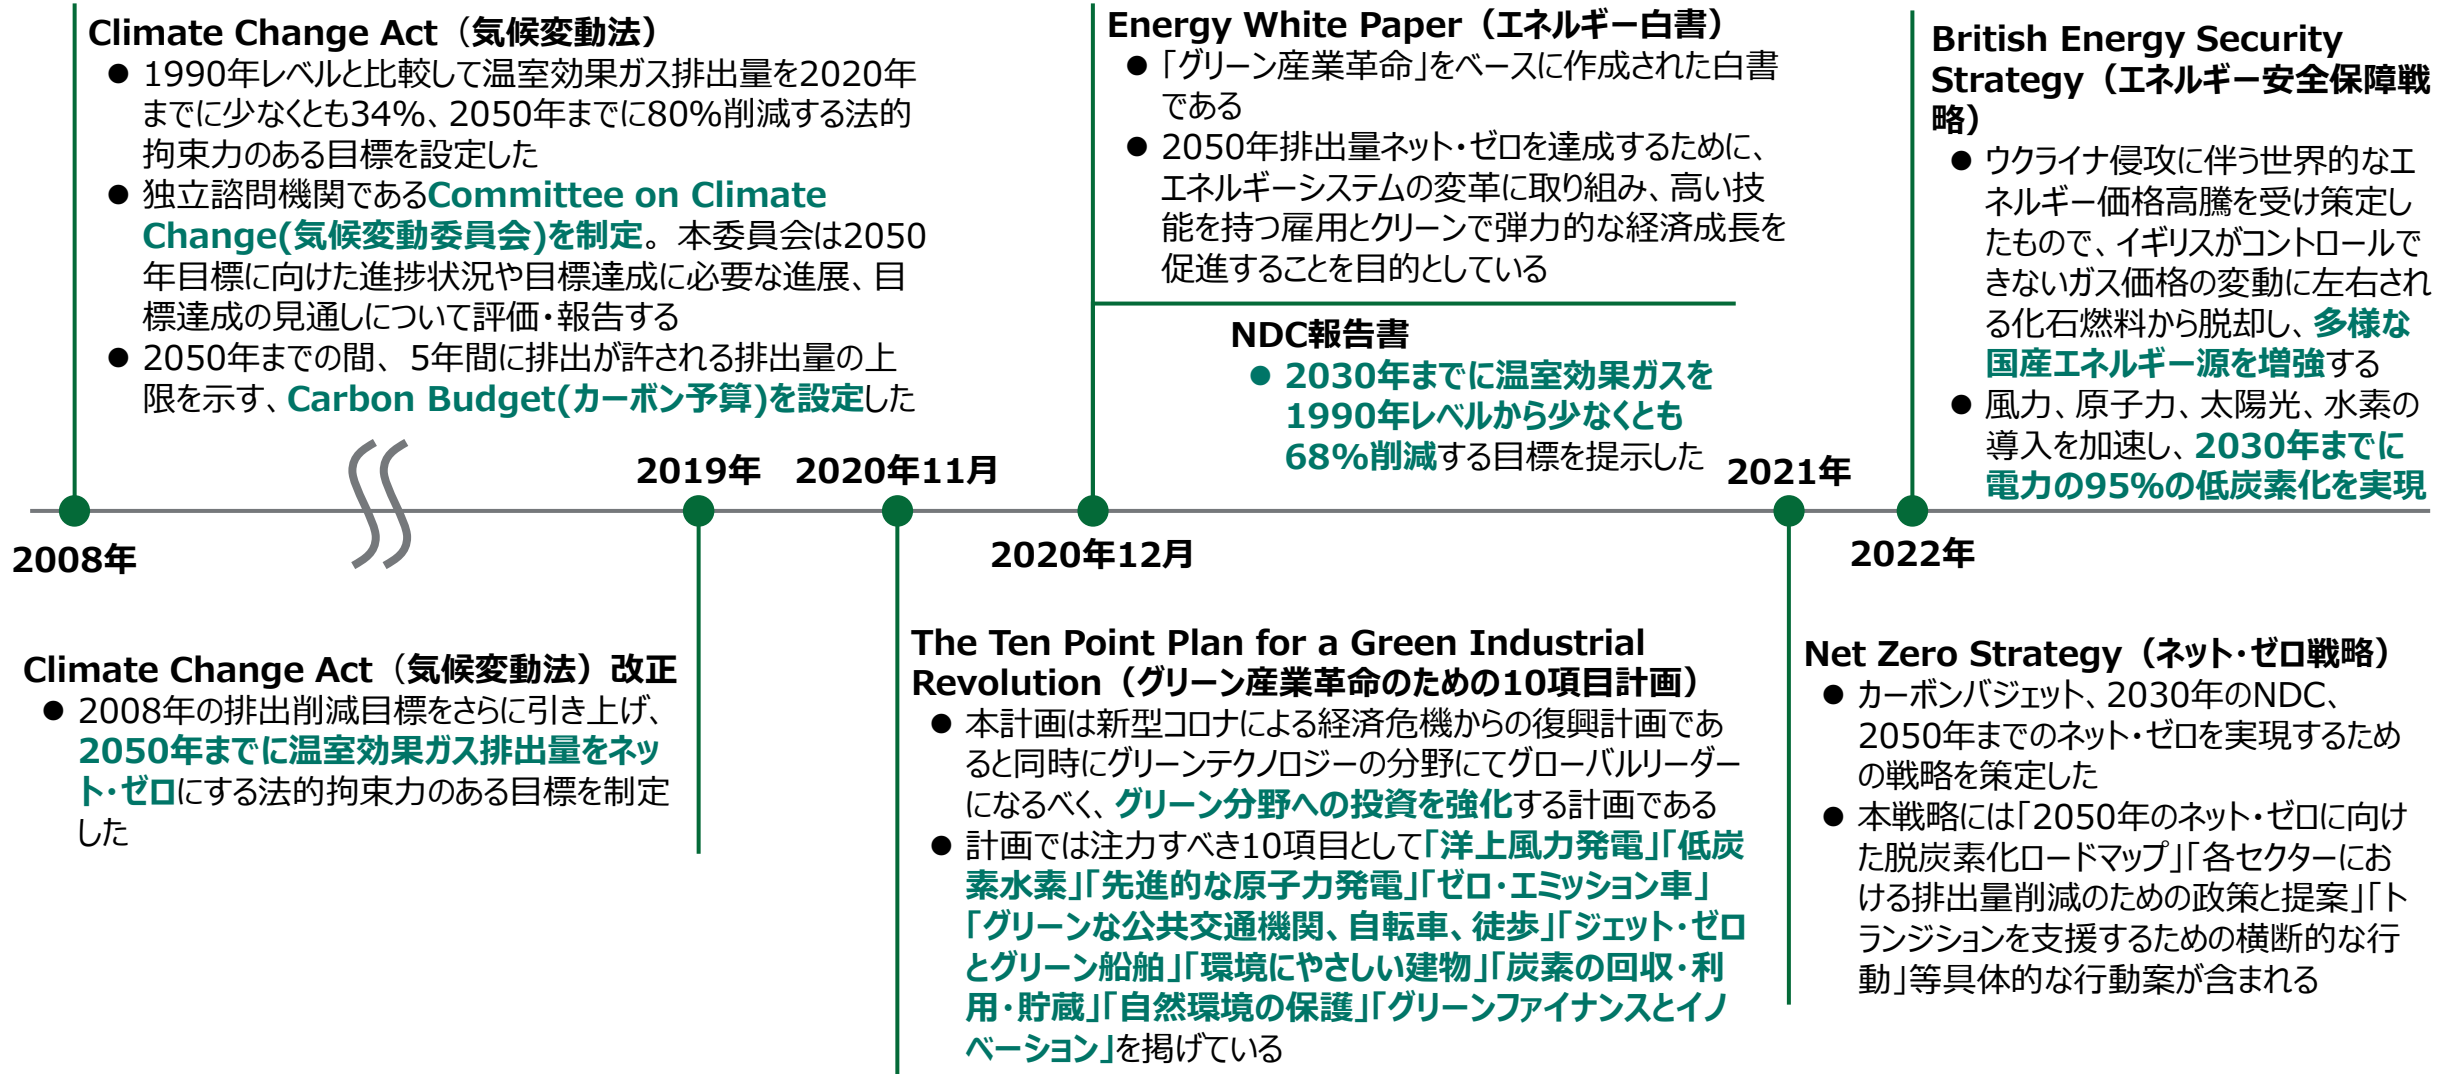 Climate Change Act（気候変動法）
● 1990年レベルと比較して温室効果ガス排出量を2020年
までに少なくとも34%、2050年までに80%削減する法的
拘束力のある目標を設定した
● 独立諮問機関であるCommittee on Climate
Change(気候変動委員会)を制定。本委員会は2050
年目標に向けた進捗状況や目標達成に必要な進展、目
標達成の見通しについて評価・報告する
● 2050年までの間、5年間に排出が許される排出量の上
限を示す、Carbon Budget(カーボン予算)を設定した
Energy White Paper（エネルギー白書）
● 「グリーン産業革命」をベースに作成された白書
である
● 2050年排出量ネット・ゼロを達成するために、
エネルギーシステムの変革に取り組み、高い技
能を持つ雇用とクリーンで弾力的な経済成長を
促進することを目的としている
NDC報告書
● 2030年までに温室効果ガスを
1990年レベルから少なくとも
68%削減する目標を提示した
British Energy Security
Strategy（エネルギー安全保障戦
略）
● ウクライナ侵攻に伴う世界的なエ
ネルギー価格高騰を受け策定し
たもので、イギリスがコントロールで
きないガス価格の変動に左右され
る化石燃料から脱却し、多様な
国産エネルギー源を増強する
● 風力、原子力、太陽光、水素の
導入を加速し、2030年までに
電力の95%の低炭素化を実現
2008年
2019年
2020年11月
2020年12月
2021年
2022年
Climate Change Act（気候変動法）改正
● 2008年の排出削減目標をさらに引き上げ、
2050年までに温室効果ガス排出量をネッ
ト・ゼロにする法的拘束力のある目標を制定
した
The Ten Point Plan for a Green Industrial
Revolution（グリーン産業革命のための10項目計画）
● 本計画は新型コロナによる経済危機からの復興計画であ
ると同時にグリーンテクノロジーの分野にてグローバルリーダー
になるべく、グリーン分野への投資を強化する計画である
● 計画では注力すべき10項目として「洋上風力発電」「低炭
素水素」「先進的な原子力発電」「ゼロ・エミッション車」
「グリーンな公共交通機関、自転車、徒歩」「ジェット・ゼロ
とグリーン船舶」「環境にやさしい建物」「炭素の回収・利
用・貯蔵」「自然環境の保護」「グリーンファイナンスとイノ
ベーション」を掲げている
Net Zero Strategy（ネット・ゼロ戦略）
● カーボンバジェット、2030年のNDC、
2050年までのネット・ゼロを実現するため
の戦略を策定した
● 本戦略には「2050年のネット・ゼロに向け
た脱炭素化ロードマップ」「各セクターにお
ける排出量削減のための政策と提案」「ト
ランジションを支援するための横断的な行
動」等具体的な行動案が含まれる